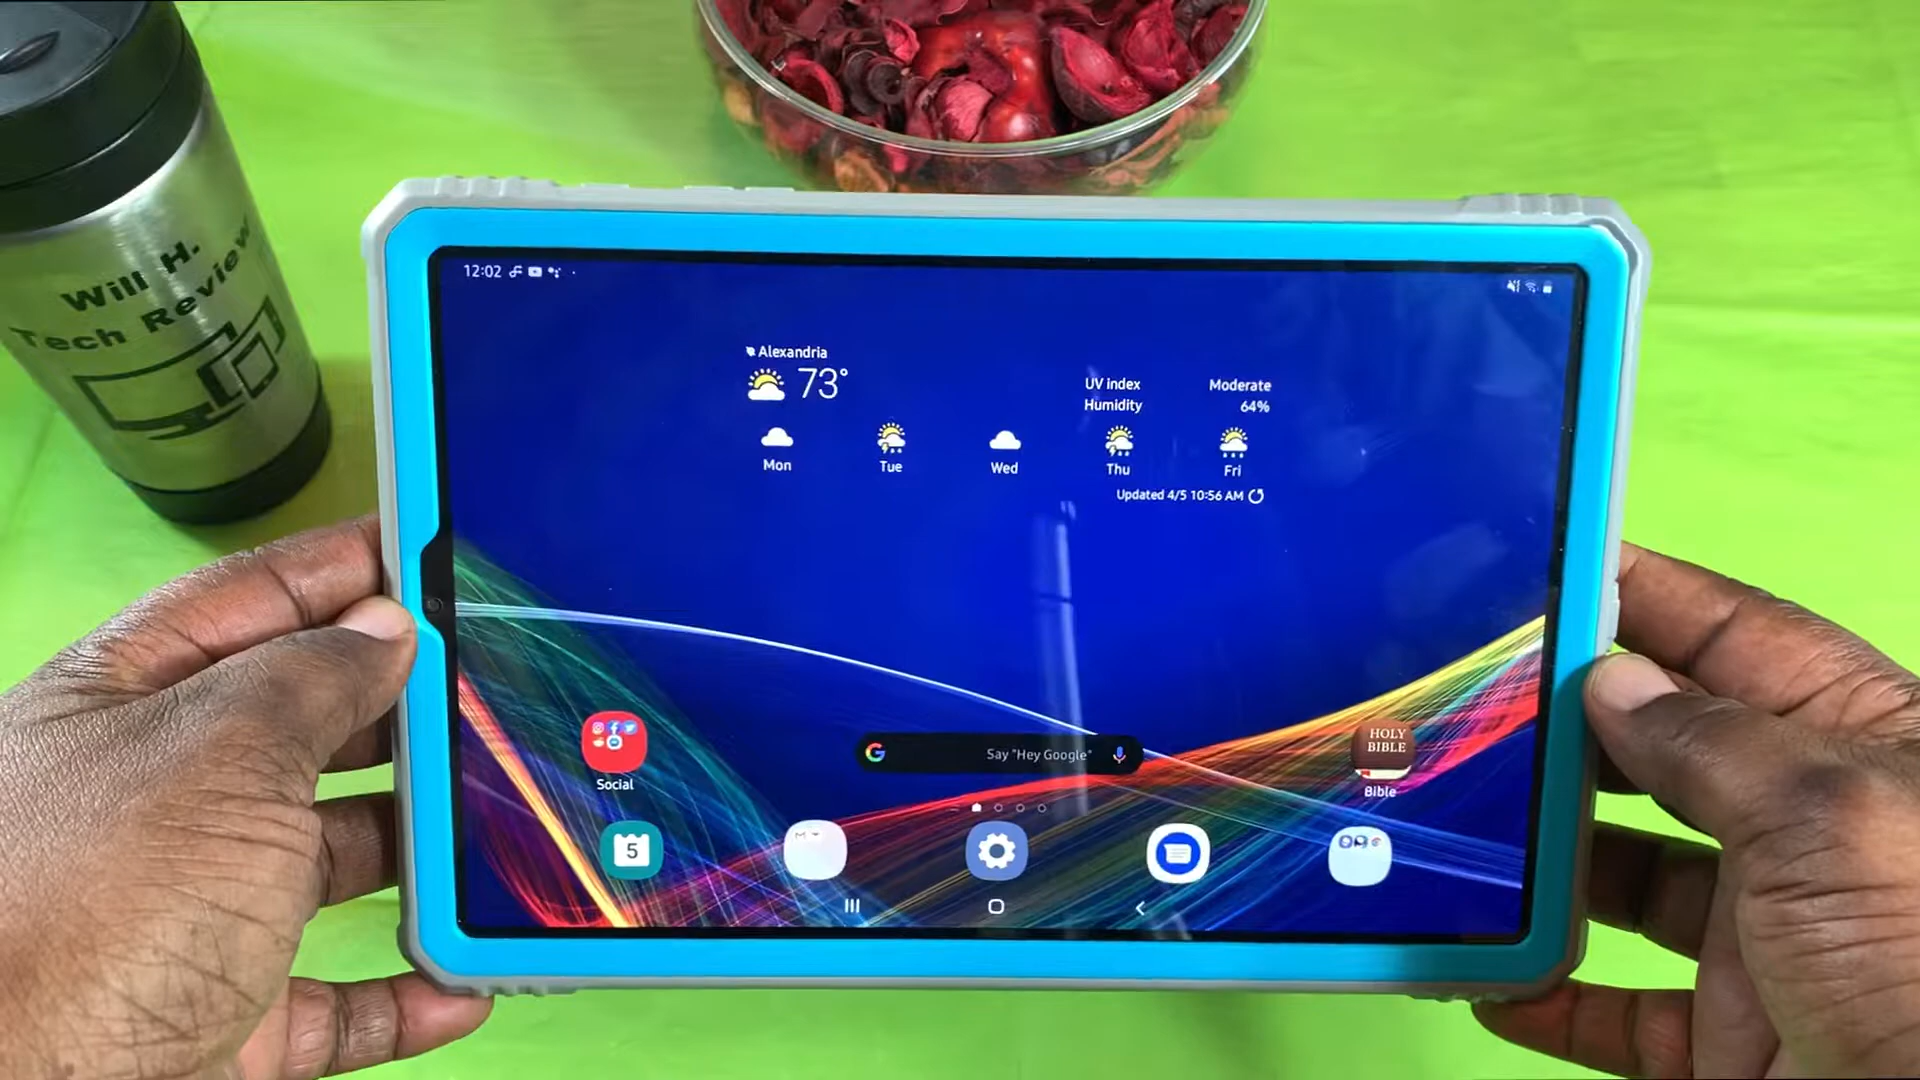 Will H.
Tech Review
12:02
Alexandria
73°
UV index Moderate
Humidity 64%
Mon Tue Wed Thu Fri
Updated 4/5 10:56 AM
Say "Hey Google"
HOLY
BIBLE
Social
Bible
5